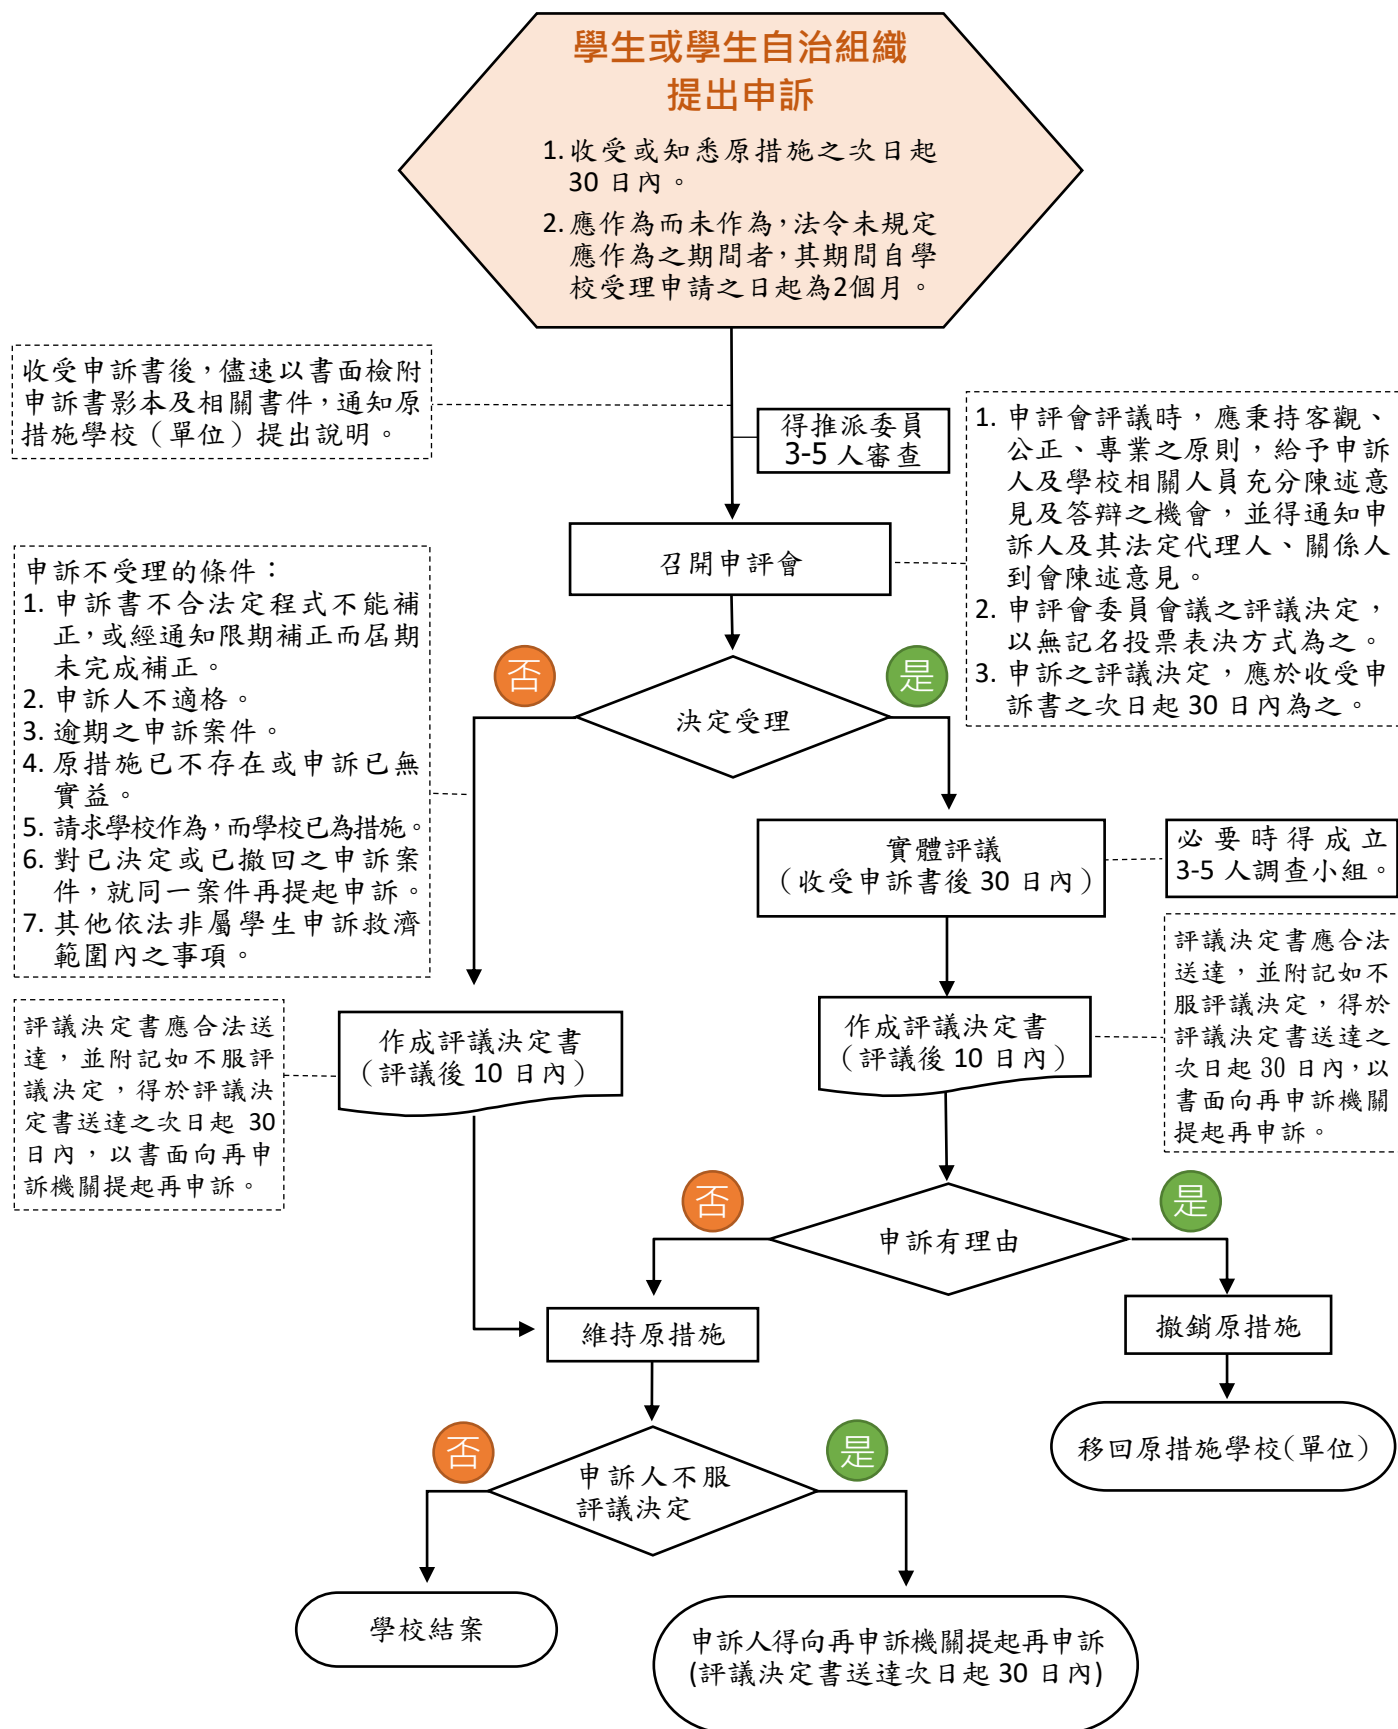 學生或學生自治組織
提出申訴
1. 收受或知悉原措施之次日起
30 日內。
2. 應作為而未作為，法令未規定
應作為之期間者，其期間自學
校受理申請之日起為2個月。
收受申訴書後，儘速以書面檢附
申訴書影本及相關書件，通知原
措施學校（單位）提出說明。
得推派委員
3-5 人審查
1. 申評會評議時，應秉持客觀、
公正、專業之原則，給予申訴
人及學校相關人員充分陳述意
見及答辯之機會，並得通知申
訴人及其法定代理人、關係人
到會陳述意見。
2. 申評會委員會議之評議決定，
以無記名投票表決方式為之。
3. 申訴之評議決定，應於收受申
訴書之次日起 30 日內為之。
召開申評會
申訴不受理的條件：
1. 申訴書不合法定程式不能補
正，或經通知限期補正而屆期
未完成補正。
2. 申訴人不適格。
3. 逾期之申訴案件。
4. 原措施已不存在或申訴已無
實益。
5. 請求學校作為，而學校已為措施。
6. 對已決定或已撤回之申訴案
件，就同一案件再提起申訴。
7. 其他依法非屬學生申訴救濟
範圍內之事項。
否
是
決定受理
實體評議
（收受申訴書後 30 日內）
必要時得成立
3-5 人調查小組。
評議決定書應合法送
達，並附記如不服評
議決定，得於評議決
定書送達之次日起 30
日內，以書面向再申
訴機關提起再申訴。
作成評議決定書
（評議後 10 日內）
作成評議決定書
（評議後 10 日內）
評議決定書應合法
送達，並附記如不
服評議決定，得於
評議決定書送達之
次日起 30 日內，以
書面向再申訴機關
提起再申訴。
否
是
申訴有理由
維持原措施
撤銷原措施
否
是
申訴人不服
評議決定
移回原措施學校(單位)
學校結案
申訴人得向再申訴機關提起再申訴
(評議決定書送達次日起 30 日內)